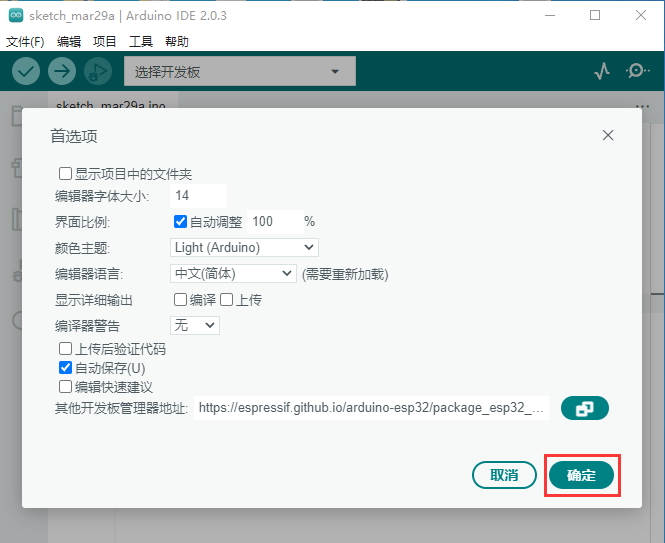 sketch_mar29a | Arduino IDE 2.0.3
文件(F) 编辑 项目 工具 帮助
选择开发板
sketch_mar29a.ino
首选项
显示项目中的文件夹
编辑器字体大小: 14
界面比例: 自动调整 100 %
颜色主题: Light (Arduino)
编辑器语言: 中文(简体) (需要重新加载)
显示详细输出 编译 上传
编译器警告 无
上传后验证代码
自动保存(U)
编辑快速建议
其他开发板管理器地址: https://espressif.github.io/arduino-esp32/package_esp32_...
取消 确定